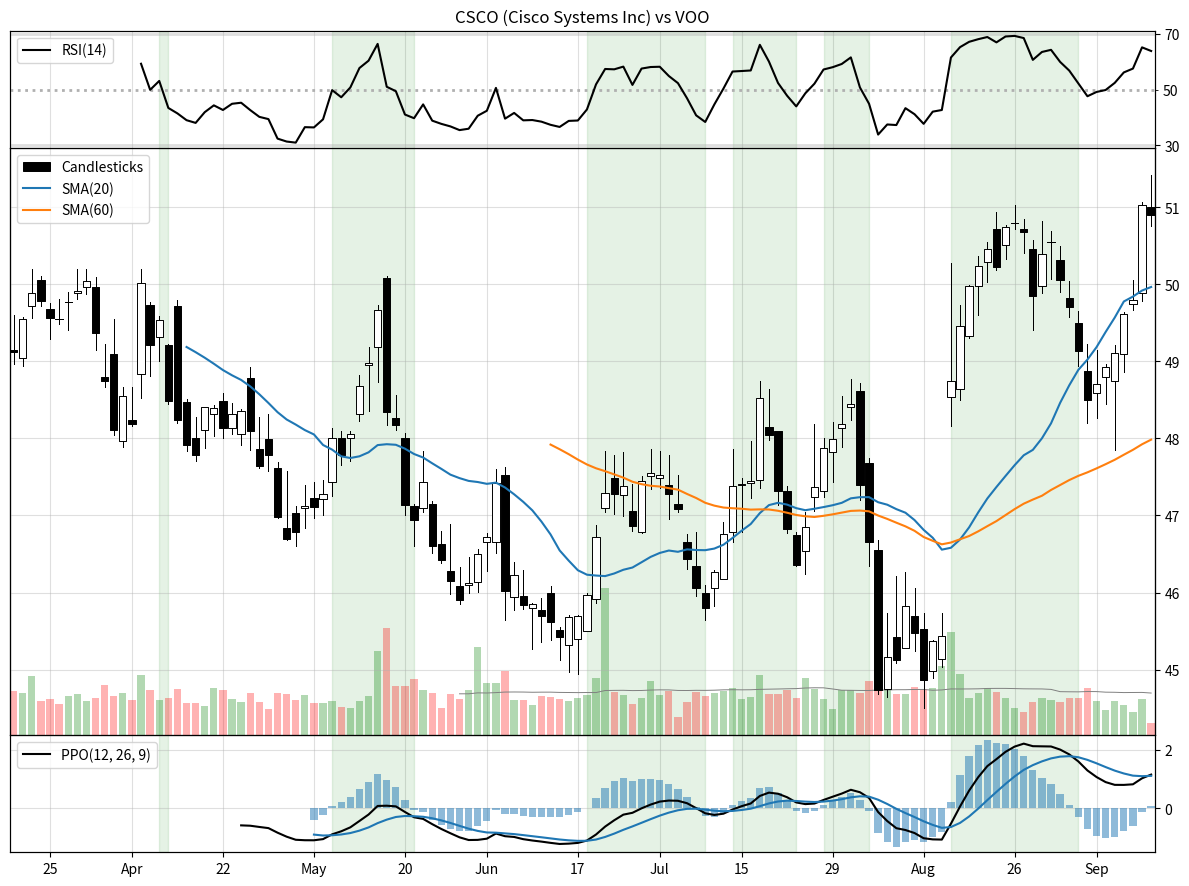 CSCO (Cisco Systems Inc) vs VOO
RSI(14)
70
50
30
Candlesticks
SMA(20)
SMA(60)
51
50
49
48
47
46
45
PPO(12, 26, 9)
2
0
25 Apr 22 May 20 Jun 17 Jul 15 29 Aug 26 Sep